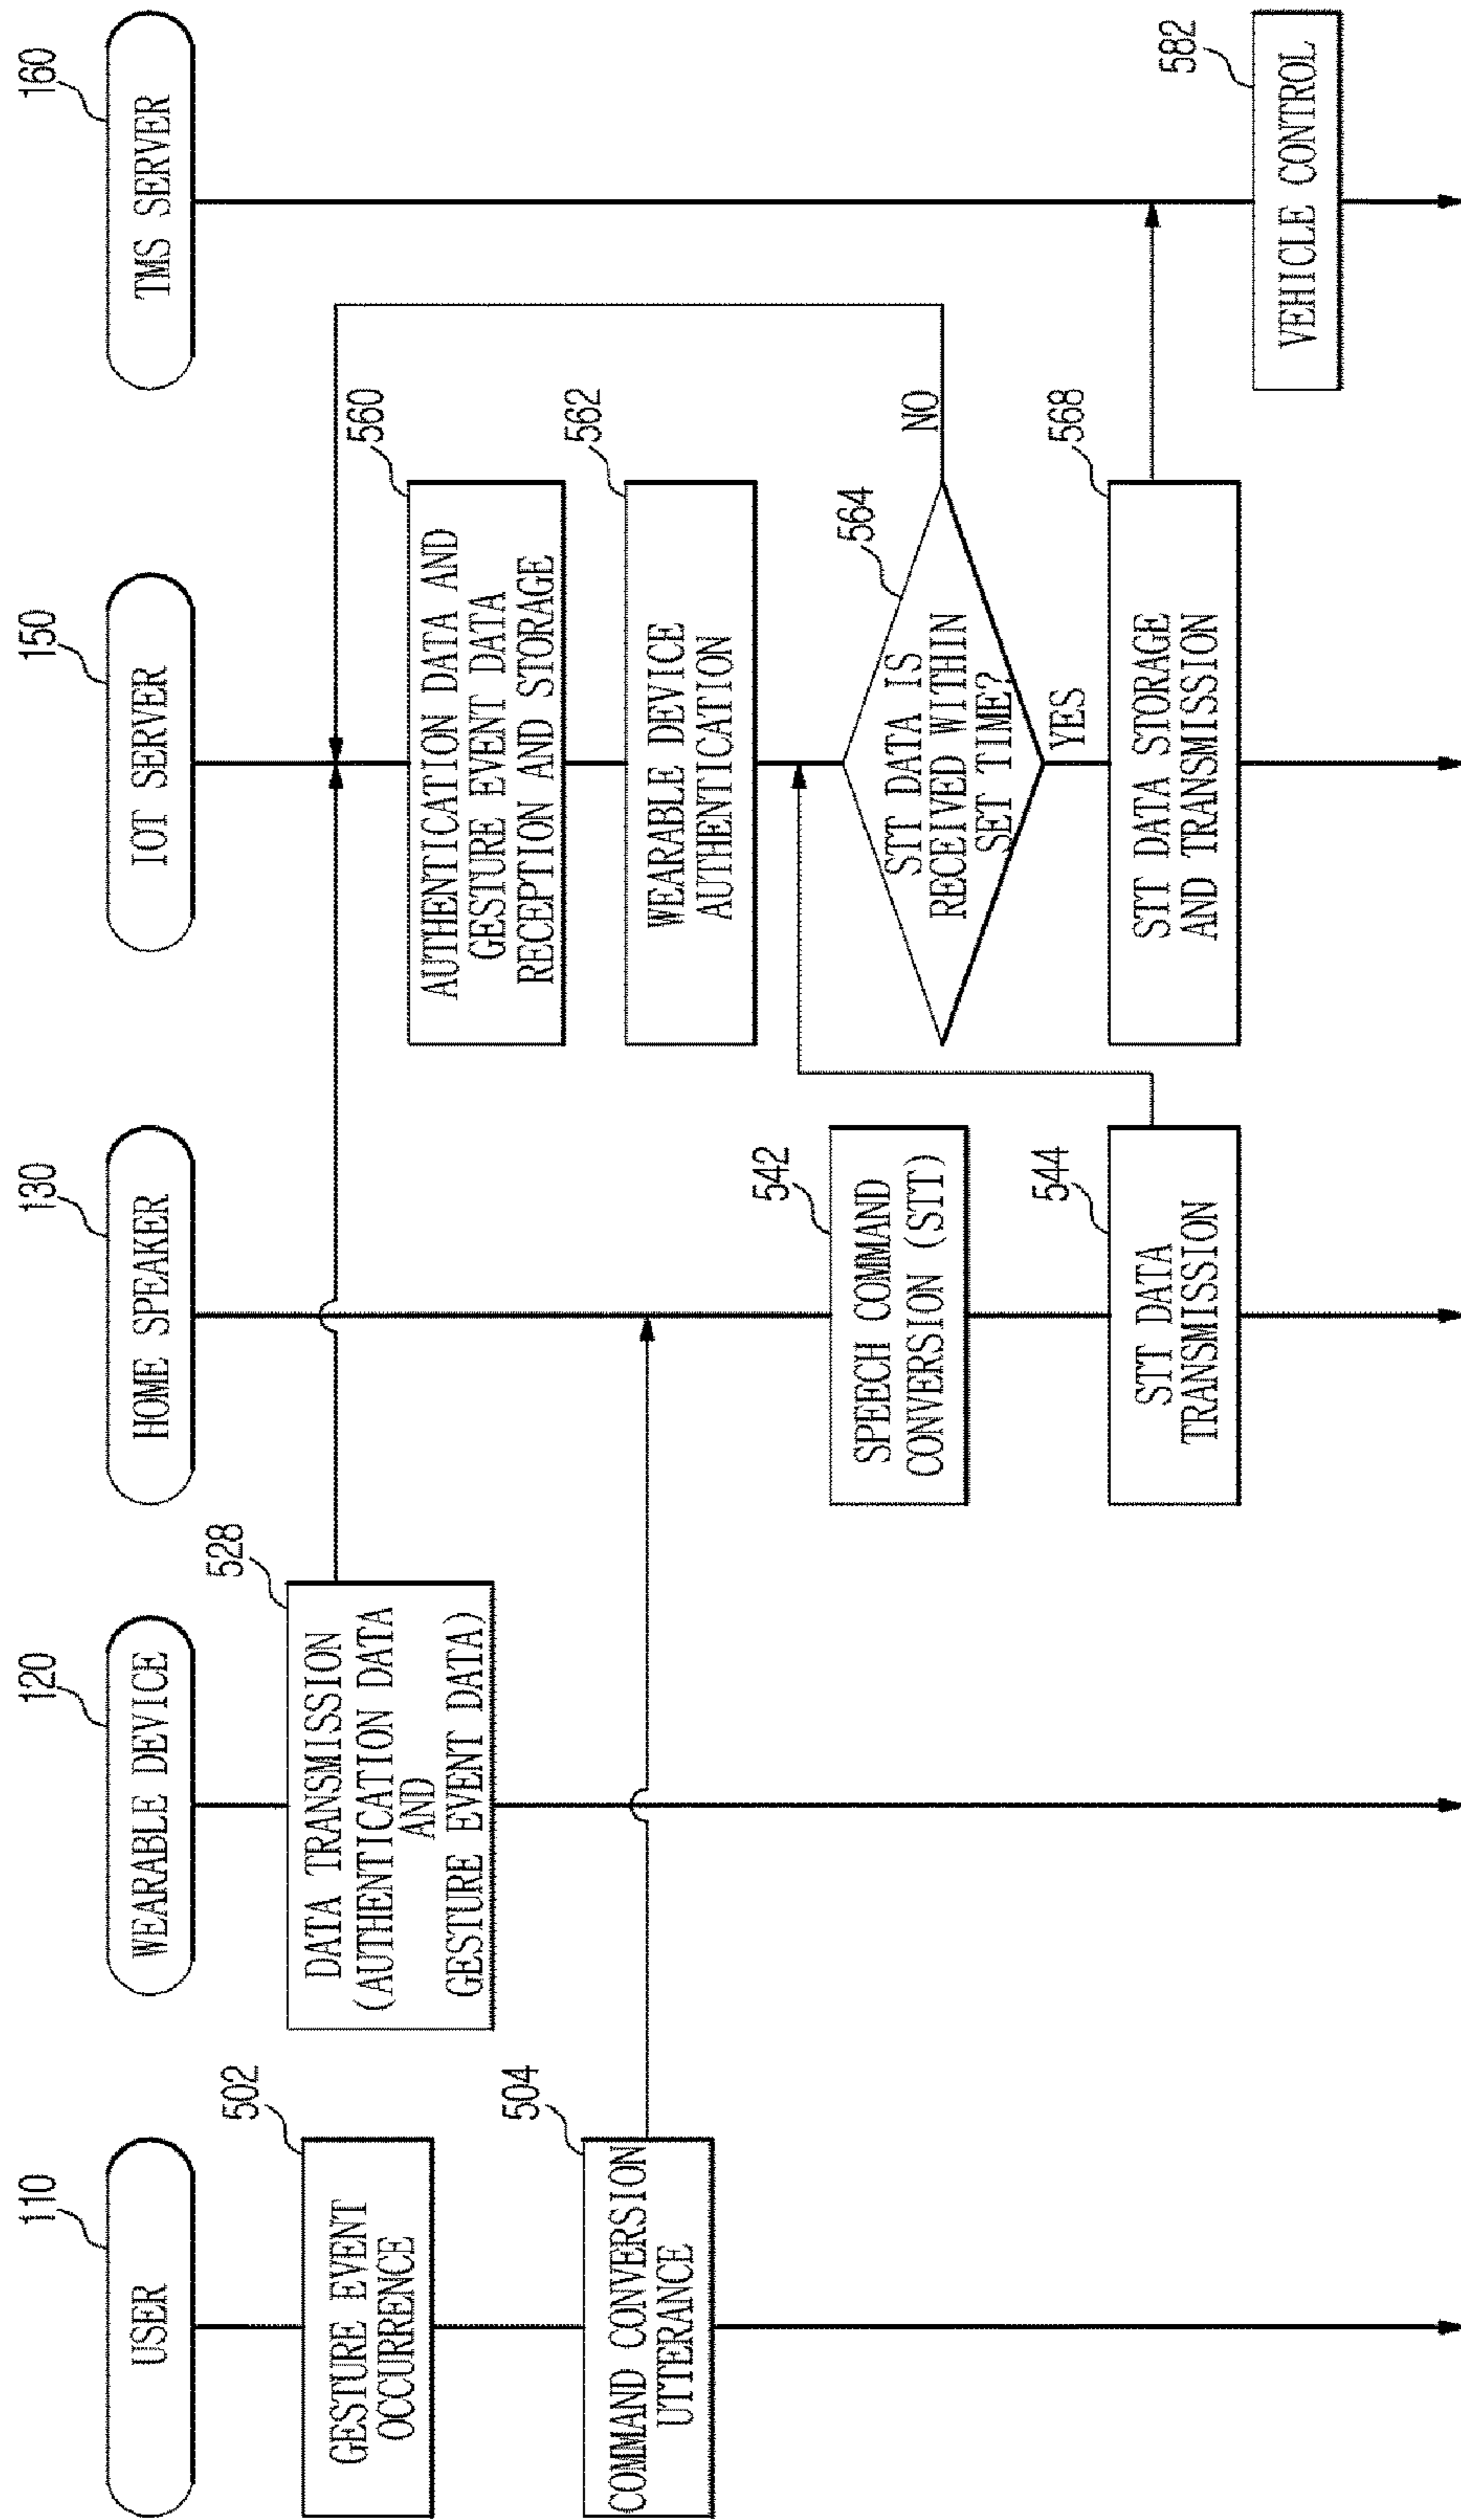 110
USER
502
GESTURE EVENT
OCCURRENCE
504
COMMAND CONVERSION
UTTERANCE
120
WEARABLE DEVICE
528
DATA TRANSMISSION
(AUTHENTICATION DATA
AND
GESTURE EVENT DATA)
130
HOME SPEAKER
542
SPEECH COMMAND
CONVERSION (STT)
544
STT DATA
TRANSMISSION
150
IOT SERVER
560
AUTHENTICATION DATA AND
GESTURE EVENT DATA
RECEPTION AND STORAGE
562
WEARABLE DEVICE
AUTHENTICATION
564
STT DATA IS
RECEIVED WITHIN
SET TIME?
NO
YES
568
STT DATA STORAGE
AND TRANSMISSION
160
TMS SERVER
582
VEHICLE CONTROL